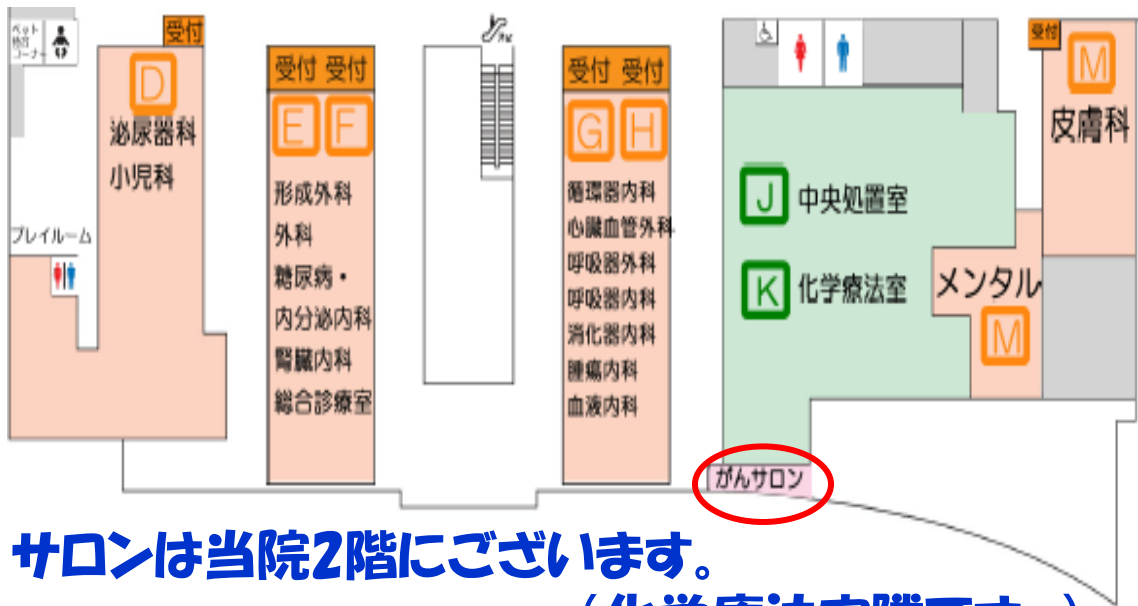 受付
D
泌尿器科
小児科
プレイルーム
受付 受付
E F
形成外科
外科
糖尿病・
内分泌内科
腎臓内科
総合診療室
受付 受付
G H
循環器内科
心臓血管外科
呼吸器外科
呼吸器内科
消化器内科
腫瘍内科
血液内科
J 中央処置室
K 化学療法室
がんサロン
メンタル
M
受付
M
皮膚科
サロンは当院2階にございます。